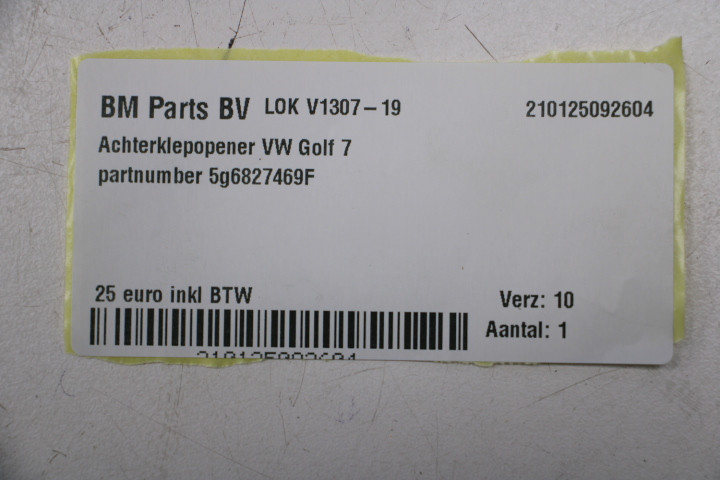 BM Parts BV LOK V1307-19 210125092604
Achterklepopener VW Golf 7
partnumber 5g6827469F
25 euro inkl BTW Verz: 10
Aantal: 1
210125092604